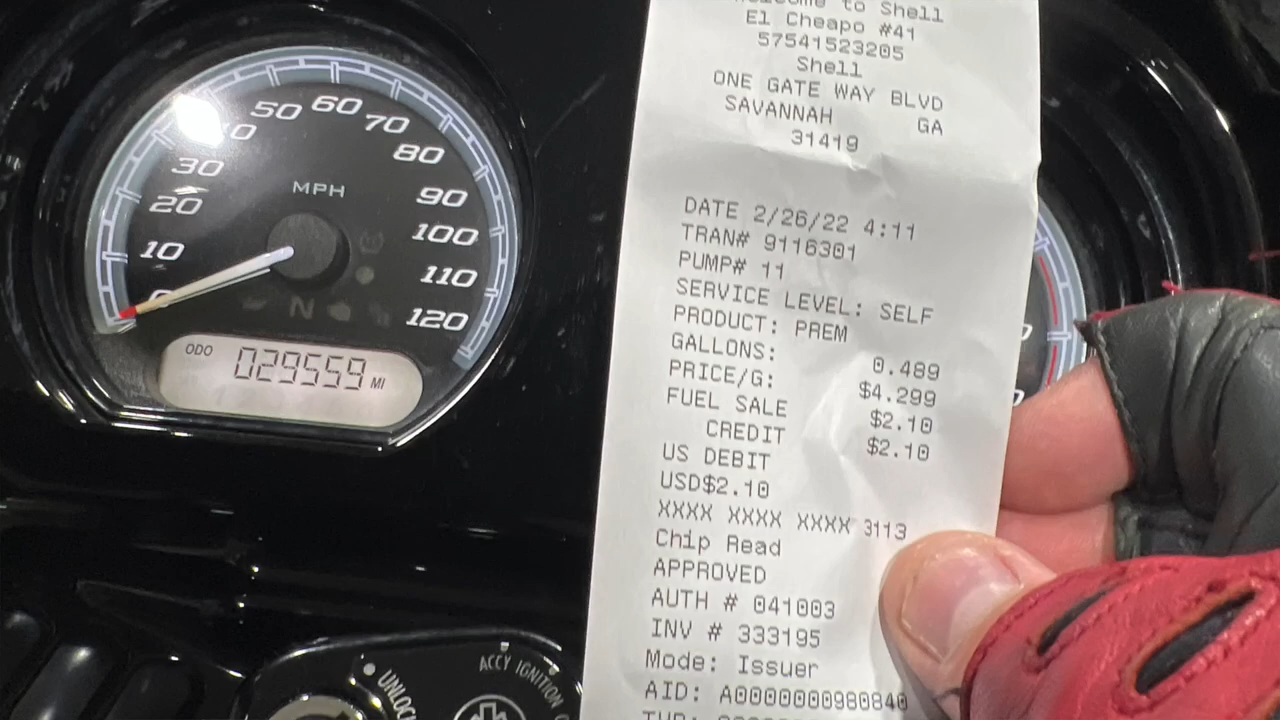 50 60 70
80
30
MPH
90
20
100
10
110
120
N
ODO
029559 MI
ACCY IGNITION
UNLOC
to Shell
El Cheapo #41
57541523205
Shell
ONE GATE WAY BLVD
SAVANNAH GA
31419
DATE 2/26/22 4:11
TRAN# 9116301
PUMP# 11
SERVICE LEVEL: SELF
PRODUCT: PREM
GALLONS: 0.489
PRICE/G: $4.299
FUEL SALE $2.10
CREDIT $2.10
US DEBIT
USD$2.10
XXXX XXXX XXXX 3113
Chip Read
APPROVED
AUTH # 041003
INV # 333195
Mode: Issuer
AID: A0000000980840